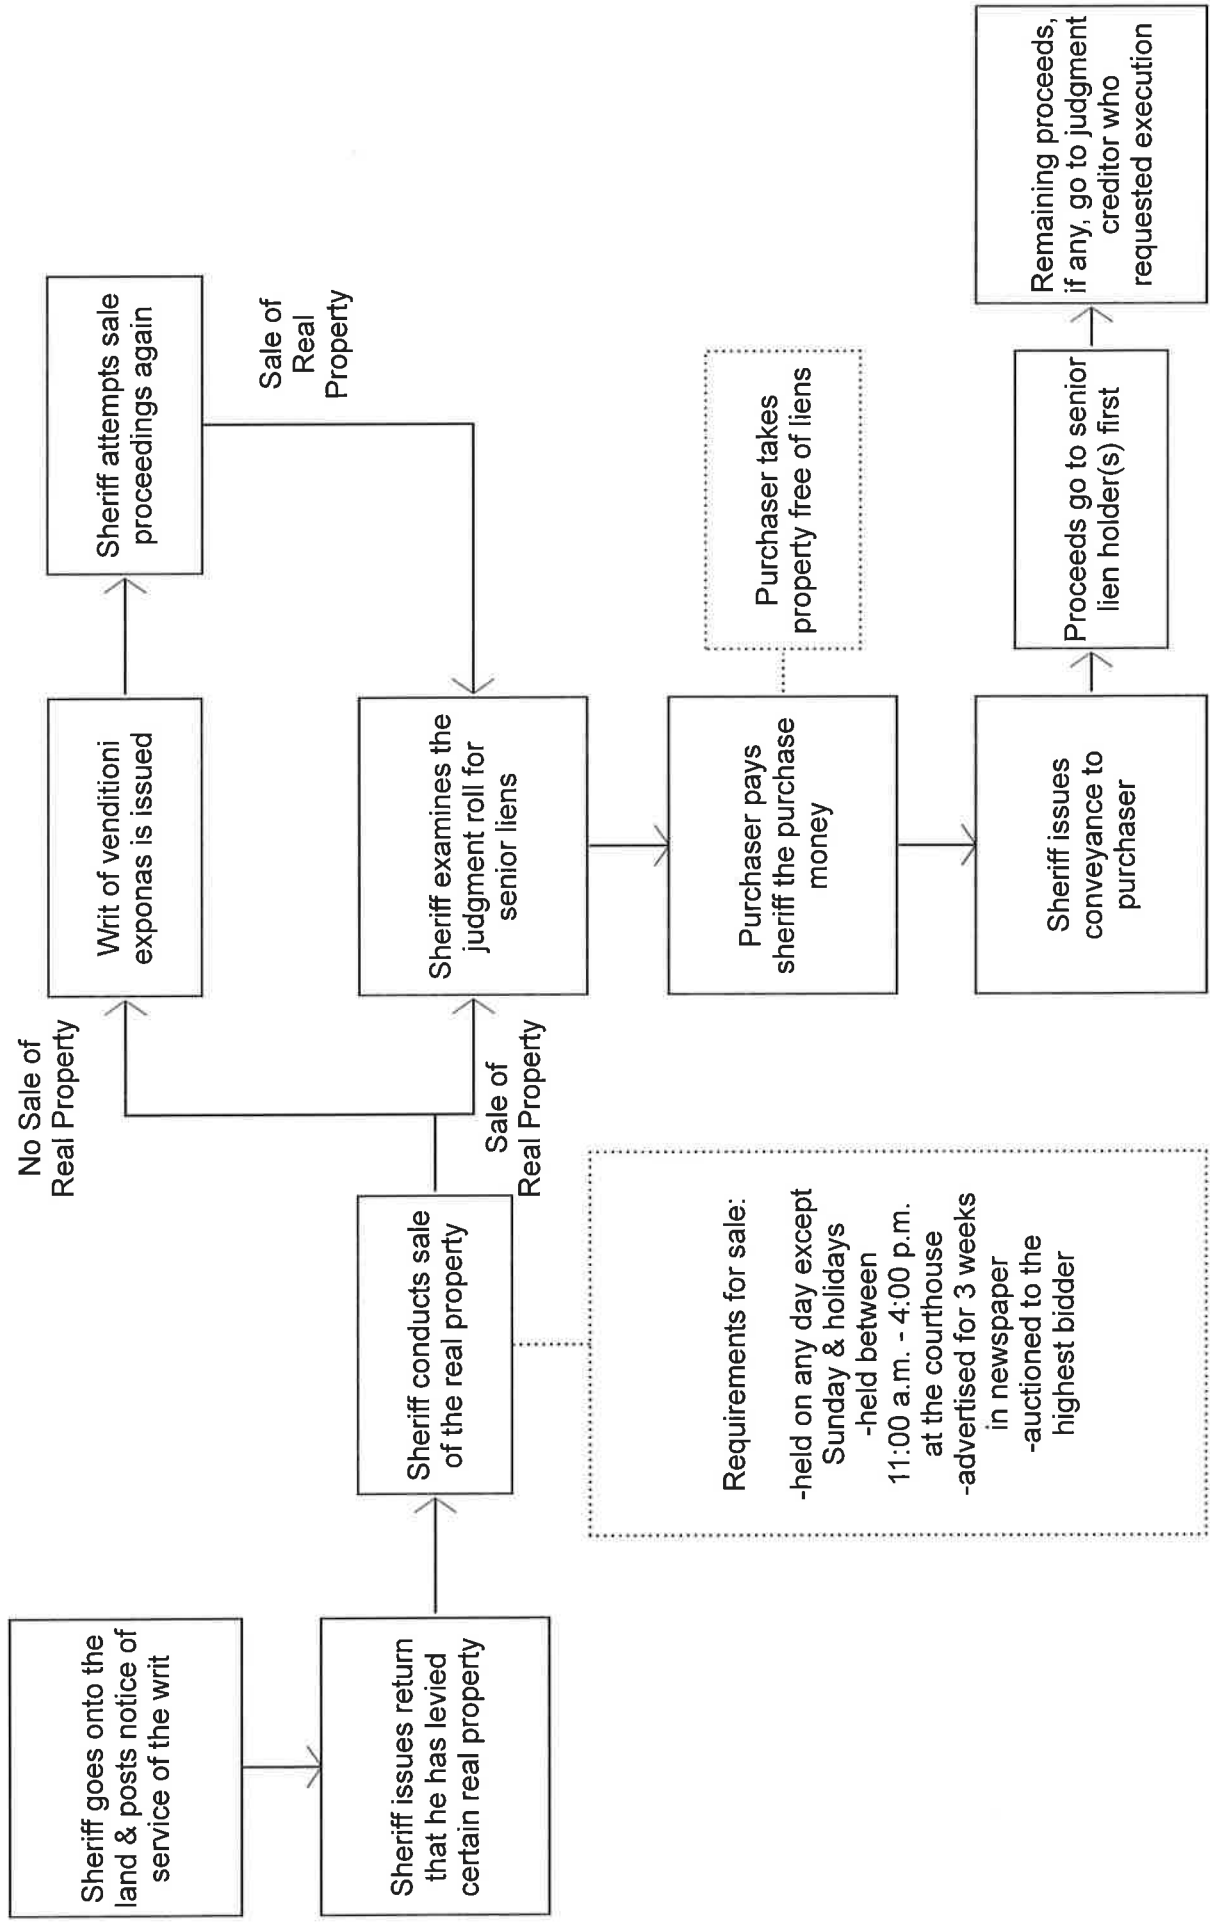 Sheriff goes onto the
land & posts notice of
service of the writ
Sheriff issues return
that he has levied
certain real property
Sheriff conducts sale
of the real property
Requirements for sale:
-held on any day except
Sunday & holidays
-held between
11:00 a.m. - 4:00 p.m.
at the courthouse
-advertised for 3 weeks
in newspaper
-auctioned to the
highest bidder
No Sale of
Real Property
Sale of
Real Property
Writ of venditioni
exponas is issued
Sheriff attempts sale
proceedings again
Sale of
Real
Property
Sheriff examines the
judgment roll for
senior liens
Purchaser pays
sheriff the purchase
money
Purchaser takes
property free of liens
Sheriff issues
conveyance to
purchaser
Proceeds go to senior
lien holder(s) first
Remaining proceeds,
if any, go to judgment
creditor who
requested execution